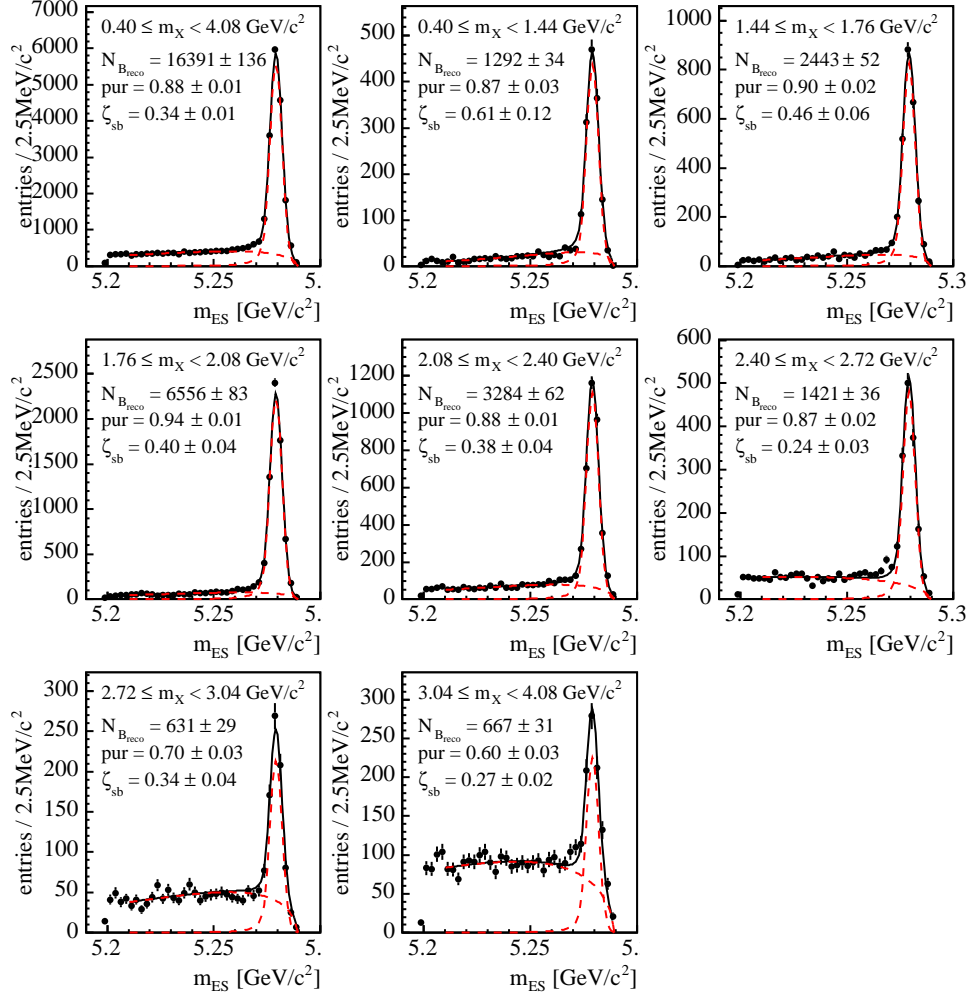 entries / 2.5MeV/c²
0.40 ≤ m_X < 4.08 GeV/c²
N_B_reco = 16391 ± 136
pur = 0.88 ± 0.01
ζ_sb = 0.34 ± 0.01
7000
6000
5000
4000
3000
2000
1000
0
5.2
5.25
5.
m_ES [GeV/c²]
entries / 2.5MeV/c²
0.40 ≤ m_X < 1.44 GeV/c²
N_B_reco = 1292 ± 34
pur = 0.87 ± 0.03
ζ_sb = 0.61 ± 0.12
500
400
300
200
100
0
5.2
5.25
5.
m_ES [GeV/c²]
entries / 2.5MeV/c²
1.44 ≤ m_X < 1.76 GeV/c²
N_B_reco = 2443 ± 52
pur = 0.90 ± 0.02
ζ_sb = 0.46 ± 0.06
1000
800
600
400
200
0
5.2
5.25
5.3
m_ES [GeV/c²]
entries / 2.5MeV/c²
1.76 ≤ m_X < 2.08 GeV/c²
N_B_reco = 6556 ± 83
pur = 0.94 ± 0.01
ζ_sb = 0.40 ± 0.04
2500
2000
1500
1000
500
0
5.2
5.25
5.
m_ES [GeV/c²]
entries / 2.5MeV/c²
2.08 ≤ m_X < 2.40 GeV/c²
N_B_reco = 3284 ± 62
pur = 0.88 ± 0.01
ζ_sb = 0.38 ± 0.04
1200
1000
800
600
400
200
0
5.2
5.25
5.
m_ES [GeV/c²]
entries / 2.5MeV/c²
2.40 ≤ m_X < 2.72 GeV/c²
N_B_reco = 1421 ± 36
pur = 0.87 ± 0.02
ζ_sb = 0.24 ± 0.03
600
500
400
300
200
100
0
5.2
5.25
5.3
m_ES [GeV/c²]
entries / 2.5MeV/c²
2.72 ≤ m_X < 3.04 GeV/c²
N_B_reco = 631 ± 29
pur = 0.70 ± 0.03
ζ_sb = 0.34 ± 0.04
300
250
200
150
100
50
0
5.2
5.25
5.
m_ES [GeV/c²]
entries / 2.5MeV/c²
3.04 ≤ m_X < 4.08 GeV/c²
N_B_reco = 667 ± 31
pur = 0.60 ± 0.03
ζ_sb = 0.27 ± 0.02
300
250
200
150
100
50
0
5.2
5.25
5.
m_ES [GeV/c²]